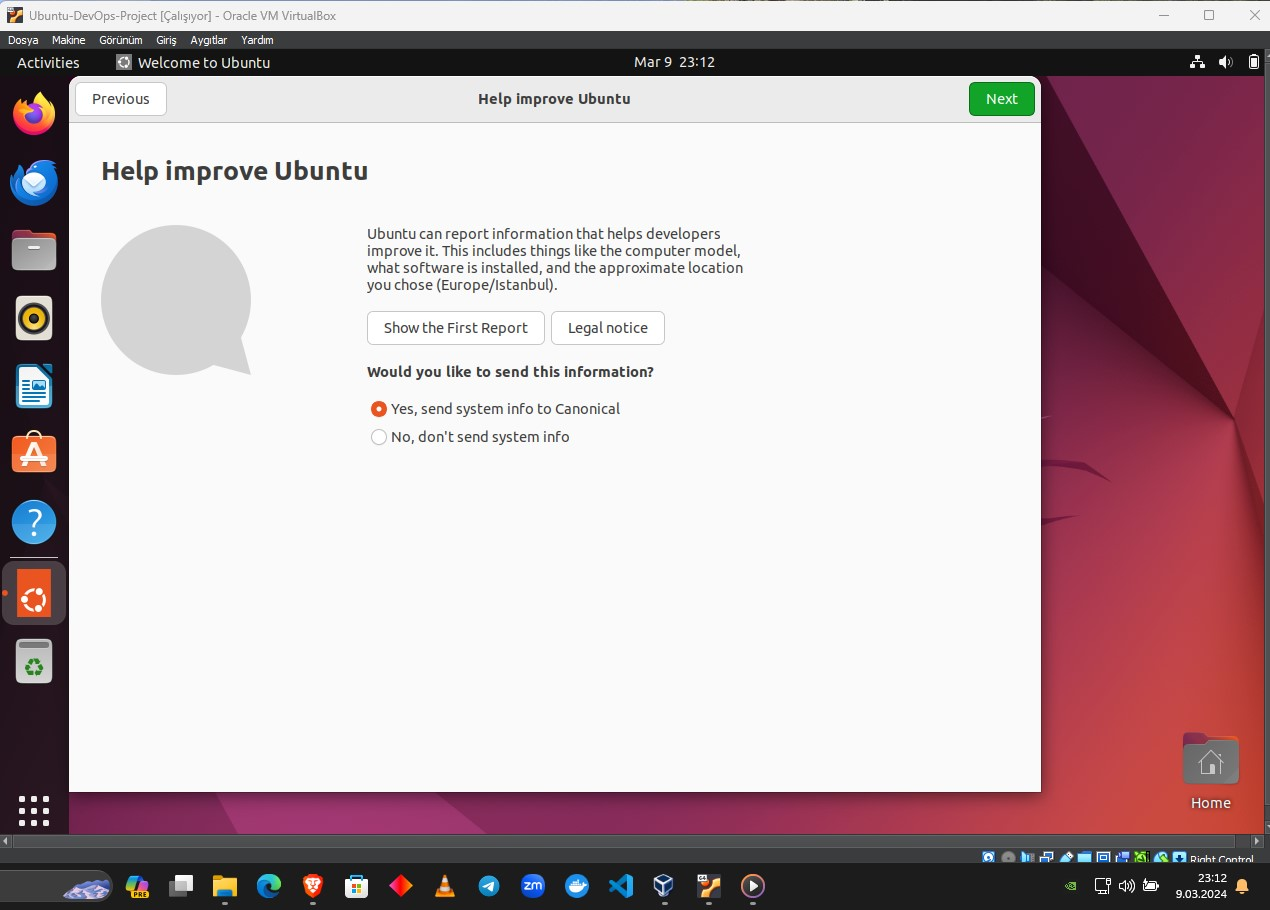 Ubuntu-DevOps-Project [Çalışıyor] - Oracle VM VirtualBox
Dosya Makine Görünüm Giriş Aygıtlar Yardım
Activities Welcome to Ubuntu Mar 9 23:12
Previous Help improve Ubuntu Next
Help improve Ubuntu
Ubuntu can report information that helps developers
improve it. This includes things like the computer model,
what software is installed, and the approximate location
you chose (Europe/Istanbul).
Show the First Report Legal notice
Would you like to send this information?
Yes, send system info to Canonical
No, don't send system info
Home
Right Control
PRE zm 64 23:12
9.03.2024